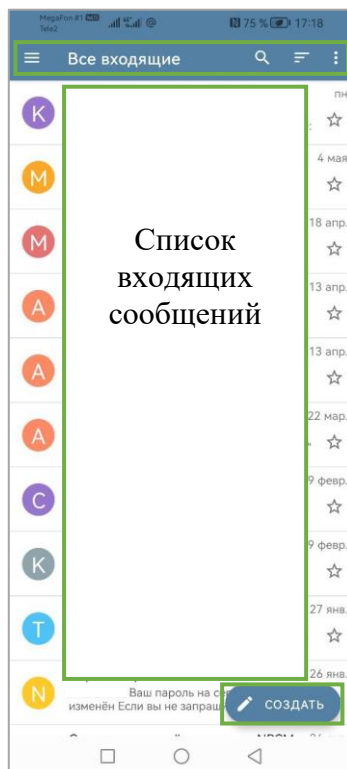 MegaFon #1
Tele2
75 % 17:18
Все входящие
пн
K
4 мая
M
18 апр.
M
Список
входящих
сообщений
13 апр.
A
13 апр.
A
22 мар.
A
9 февр.
C
9 февр.
K
27 янв.
T
26 янв.
N
Ваш пароль на
изменён Если вы не
СОЗДАТЬ